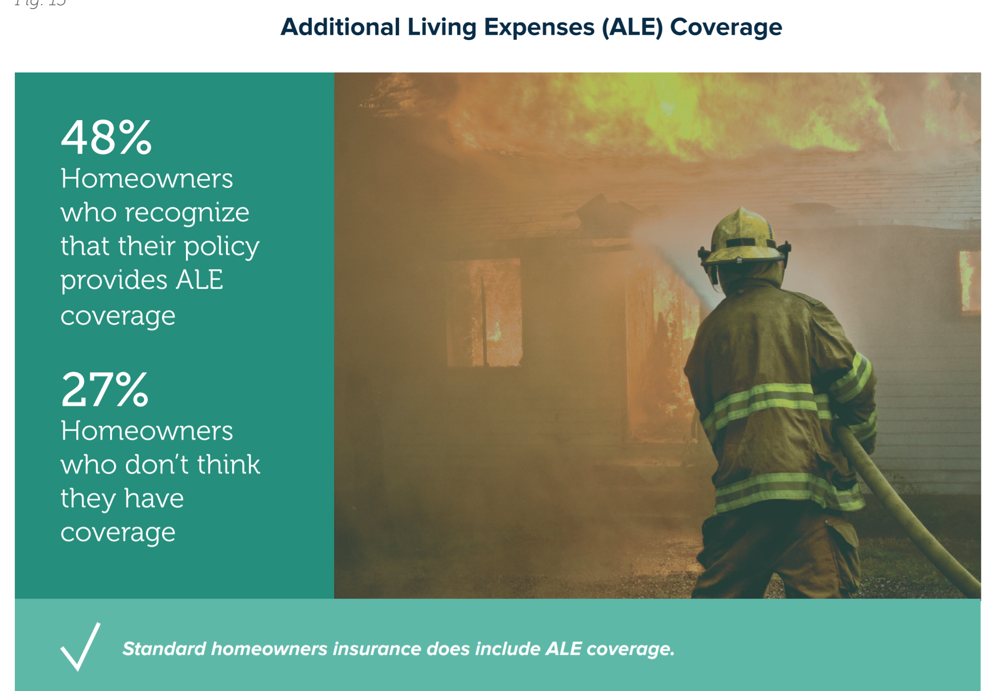 Fig. 13
Additional Living Expenses (ALE) Coverage
48%
Homeowners
who recognize
that their policy
provides ALE
coverage
27%
Homeowners
who don't think
they have
coverage
Standard homeowners insurance does include ALE coverage.